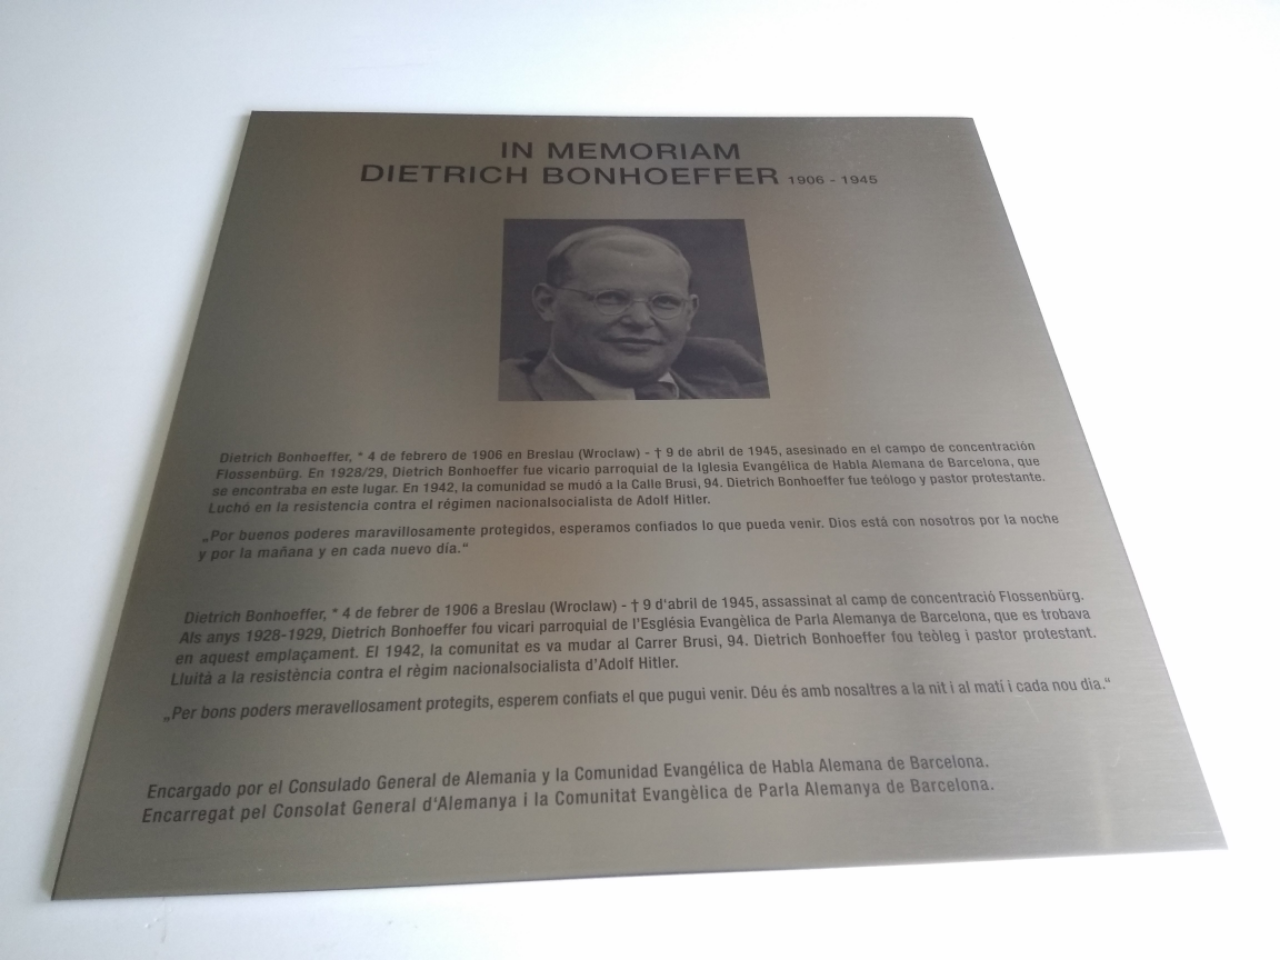 IN MEMORIAM
DIETRICH BONHOEFFER 1906 - 1945
Dietrich Bonhoeffer, * 4 de febrero de 1906 en Breslau (Wroclaw) - † 9 de abril de 1945, asesinado en el campo de concentración
Flossenbürg. En 1928/29, Dietrich Bonhoeffer fue vicario parroquial de la Iglesia Evangélica de Habla Alemana de Barcelona, que
se encontraba en este lugar. En 1942, la comunidad se mudó a la Calle Brusi, 94. Dietrich Bonhoeffer fue teólogo y pastor protestante.
Luchó en la resistencia contra el régimen nacionalsocialista de Adolf Hitler.
„Por buenos poderes maravillosamente protegidos, esperamos confiados lo que pueda venir. Dios está con nosotros por la noche
y por la mañana y en cada nuevo día.“
Dietrich Bonhoeffer, * 4 de febrer de 1906 a Breslau (Wroclaw) - † 9 d'abril de 1945, assassinat al camp de concentració Flossenbürg.
Als anys 1928-1929, Dietrich Bonhoeffer fou vicari parroquial de l'Església Evangèlica de Parla Alemanya de Barcelona, que es trobava
en aquest emplaçament. El 1942, la comunitat es va mudar al Carrer Brusi, 94. Dietrich Bonhoeffer fou teòleg i pastor protestant.
Lluità a la resistència contra el règim nacionalsocialista d'Adolf Hitler.
„Per bons poders meravellosament protegits, esperem confiats el que pugui venir. Déu és amb nosaltres a la nit i al matí i cada nou dia.“
Encargado por el Consulado General de Alemania y la Comunidad Evangélica de Habla Alemana de Barcelona.
Encarregat pel Consolat General d'Alemanya i la Comunitat Evangèlica de Parla Alemanya de Barcelona.